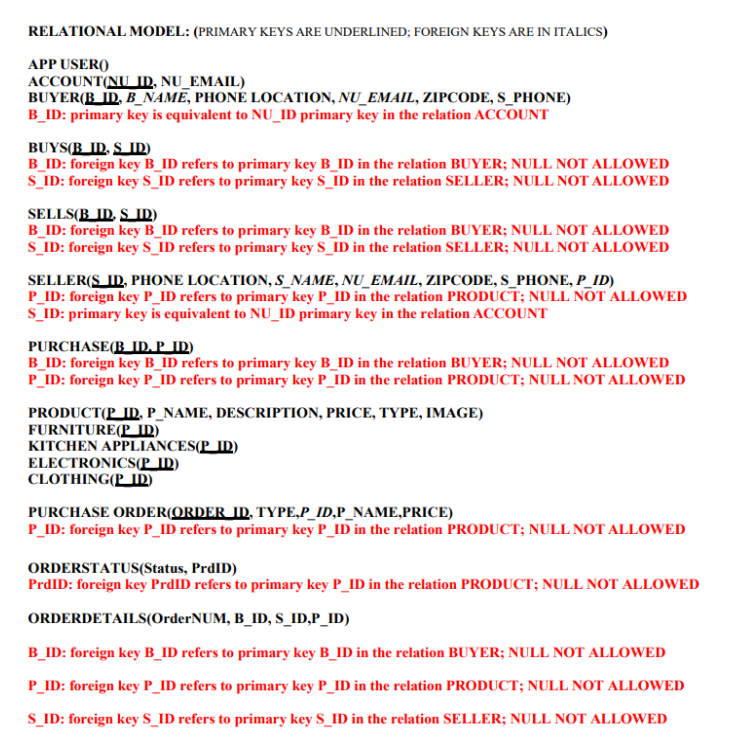 RELATIONAL MODEL: (PRIMARY KEYS ARE UNDERLINED; FOREIGN KEYS ARE IN ITALICS)
APP USER()
ACCOUNT(NU_ID, NU_EMAIL)
BUYER(B_ID, B_NAME, PHONE LOCATION, NU_EMAIL, ZIPCODE, S_PHONE)
B_ID: primary key is equivalent to NU_ID primary key in the relation ACCOUNT
BUYS(B_ID, S_ID)
B_ID: foreign key B_ID refers to primary key B_ID in the relation BUYER; NULL NOT ALLOWED
S_ID: foreign key S_ID refers to primary key S_ID in the relation SELLER; NULL NOT ALLOWED
SELLS(B_ID, S_ID)
B_ID: foreign key B_ID refers to primary key B_ID in the relation BUYER; NULL NOT ALLOWED
S_ID: foreign key S_ID refers to primary key S_ID in the relation SELLER; NULL NOT ALLOWED
SELLER(S_ID, PHONE LOCATION, S_NAME, NU_EMAIL, ZIPCODE, S_PHONE, P_ID)
P_ID: foreign key P_ID refers to primary key P_ID in the relation PRODUCT; NULL NOT ALLOWED
S_ID: primary key is equivalent to NU_ID primary key in the relation ACCOUNT
PURCHASE(B_ID, P_ID)
B_ID: foreign key B_ID refers to primary key B_ID in the relation BUYER; NULL NOT ALLOWED
P_ID: foreign key P_ID refers to primary key P_ID in the relation PRODUCT; NULL NOT ALLOWED
PRODUCT(P_ID, P_NAME, DESCRIPTION, PRICE, TYPE, IMAGE)
FURNITURE(P_ID)
KITCHEN APPLIANCES(P_ID)
ELECTRONICS(P_ID)
CLOTHING(P_ID)
PURCHASE ORDER(ORDER_ID, TYPE,P_ID,P_NAME,PRICE)
P_ID: foreign key P_ID refers to primary key P_ID in the relation PRODUCT; NULL NOT ALLOWED
ORDERSTATUS(Status, PrdID)
PrdID: foreign key PrdID refers to primary key P_ID in the relation PRODUCT; NULL NOT ALLOWED
ORDERDETAILS(OrderNUM, B_ID, S_ID,P_ID)
B_ID: foreign key B_ID refers to primary key B_ID in the relation BUYER; NULL NOT ALLOWED
P_ID: foreign key P_ID refers to primary key P_ID in the relation PRODUCT; NULL NOT ALLOWED
S_ID: foreign key S_ID refers to primary key S_ID in the relation SELLER; NULL NOT ALLOWED